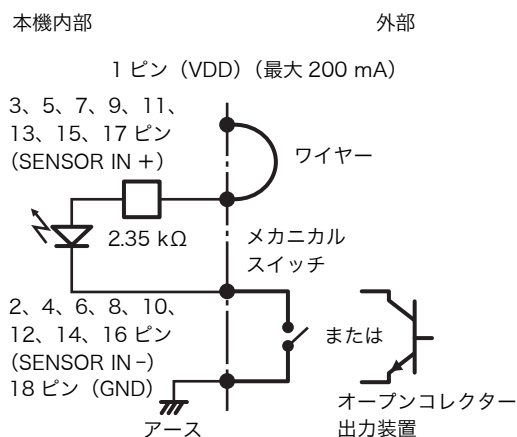 本機内部
外部
1 ピン（VDD）（最大 200 mA）
3、5、7、9、11、
13、15、17 ピン
（SENSOR IN＋）
ワイヤー
2.35 kΩ
メカニカル
スイッチ
2、4、6、8、10、
12、14、16 ピン
（SENSOR IN−）
18 ピン（GND）
または
アース
オープンコレクター
出力装置